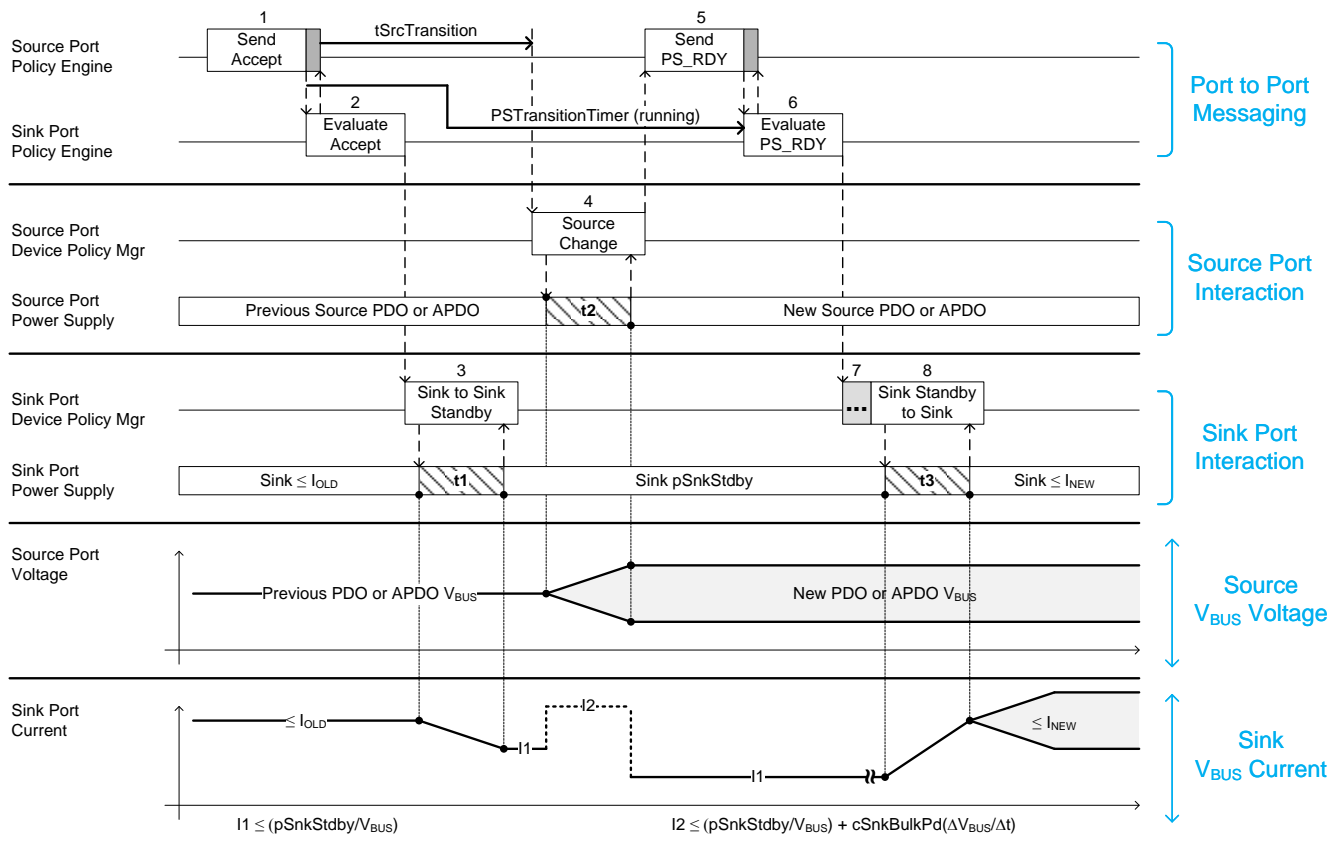 1
Send
Accept
tSrcTransition
5
Send
PS_RDY
Source Port
Policy Engine
2
Evaluate
Accept
PSTransitionTimer (running)
6
Evaluate
PS_RDY
Sink Port
Policy Engine
Port to Port
Messaging
4
Source
Change
Source Port
Device Policy Mgr
Source Port
Power Supply
Previous Source PDO or APDO
t2
New Source PDO or APDO
Source Port
Interaction
3
Sink to Sink
Standby
7
...
8
Sink Standby
to Sink
Sink Port
Device Policy Mgr
Sink Port
Power Supply
Sink ≤ IOLD
t1
Sink pSnkStdby
t3
Sink ≤ INEW
Sink Port
Interaction
Source Port
Voltage
Previous PDO or APDO VBUS
New PDO or APDO VBUS
Source
VBUS Voltage
Sink Port
Current
≤ IOLD
I1
I2
I1
≤ INEW
Sink
VBUS Current
I1 ≤ (pSnkStdby/VBUS)
I2 ≤ (pSnkStdby/VBUS) + cSnkBulkPd(ΔVBUS/Δt)